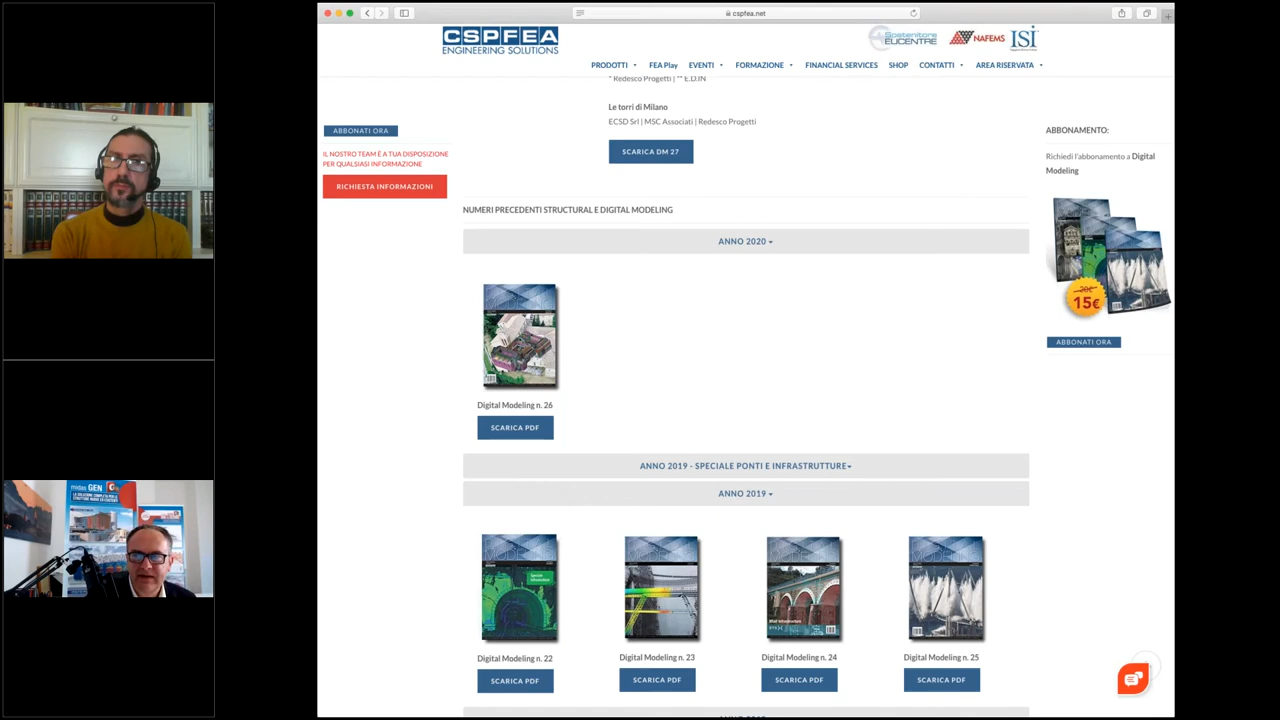 cspfea.net
CSPFEA
ENGINEERING SOLUTIONS
Sostenitore
EUCENTRE
NAFEMS
ISI
PRODOTTI
FEA Play
EVENTI
FORMAZIONE
FINANCIAL SERVICES
SHOP
CONTATTI
AREA RISERVATA
* Redesco Progetti | ** E.D.IN
Le torri di Milano
ECSD Srl | MSC Associati | Redesco Progetti
SCARICA DM 27
ABBONATI ORA
IL NOSTRO TEAM È A TUA DISPOSIZIONE
PER QUALSIASI INFORMAZIONE
RICHIESTA INFORMAZIONI
ABBONAMENTO:
Richiedi l'abbonamento a Digital
Modeling
20€
15€
ABBONATI ORA
NUMERI PRECEDENTI STRUCTURAL E DIGITAL MODELING
ANNO 2020
Digital Modeling n. 26
SCARICA PDF
ANNO 2019 - SPECIALE PONTI E INFRASTRUTTURE
ANNO 2019
Digital Modeling n. 22
Digital Modeling n. 23
Digital Modeling n. 24
Digital Modeling n. 25
SCARICA PDF
SCARICA PDF
SCARICA PDF
SCARICA PDF
midas GEN